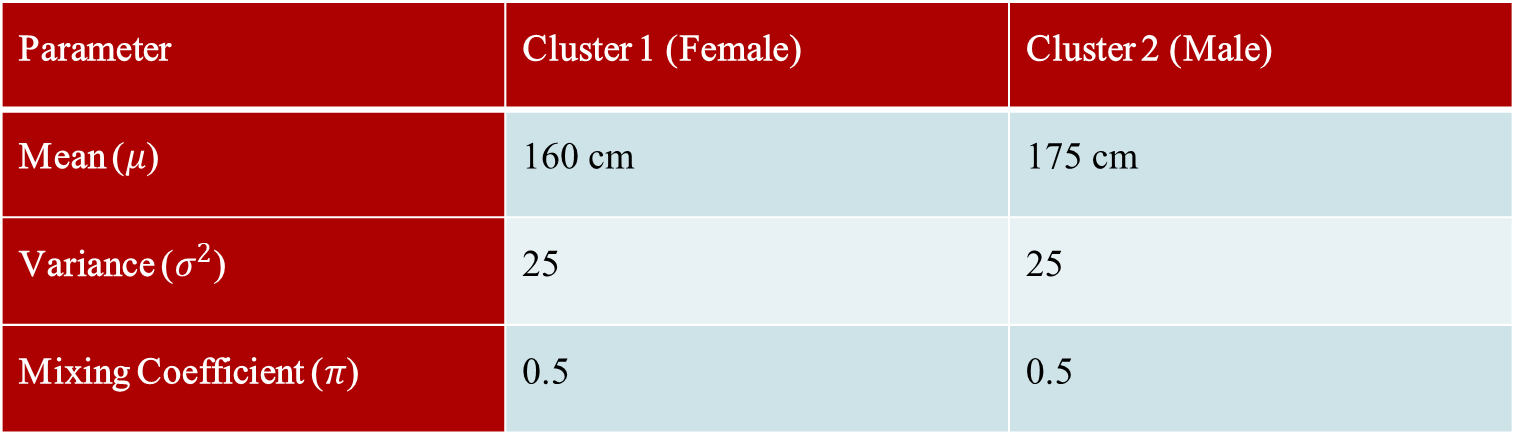 Parameter Cluster 1 (Female) Cluster 2 (Male)
Mean (𝜇) 160 cm 175 cm
Variance (𝜎²) 25 25
Mixing Coefficient (𝜋) 0.5 0.5